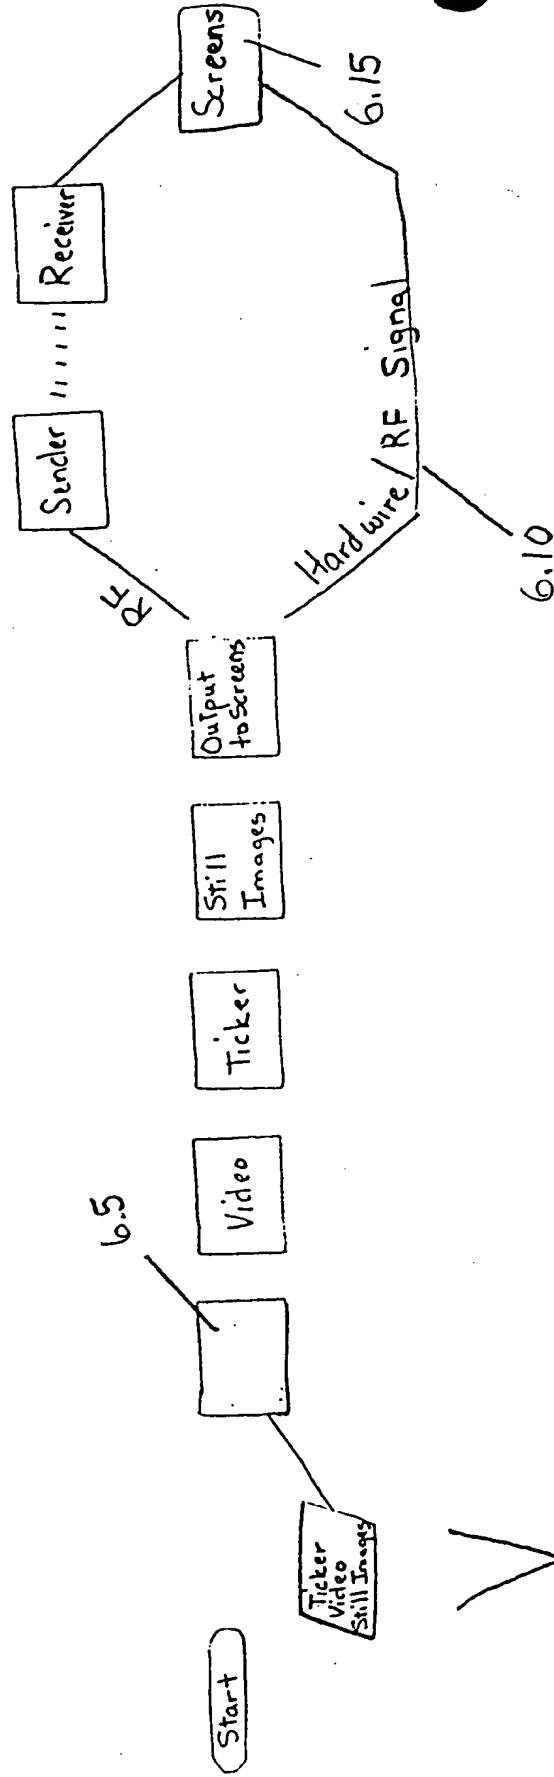 Start
Ticker
Video
Still Images
6.5
Video
Ticker
Still
Images
Output
to Screens
RF
Sender
Receiver
Hardwire / RF Signal
6.10
Screens
6.15